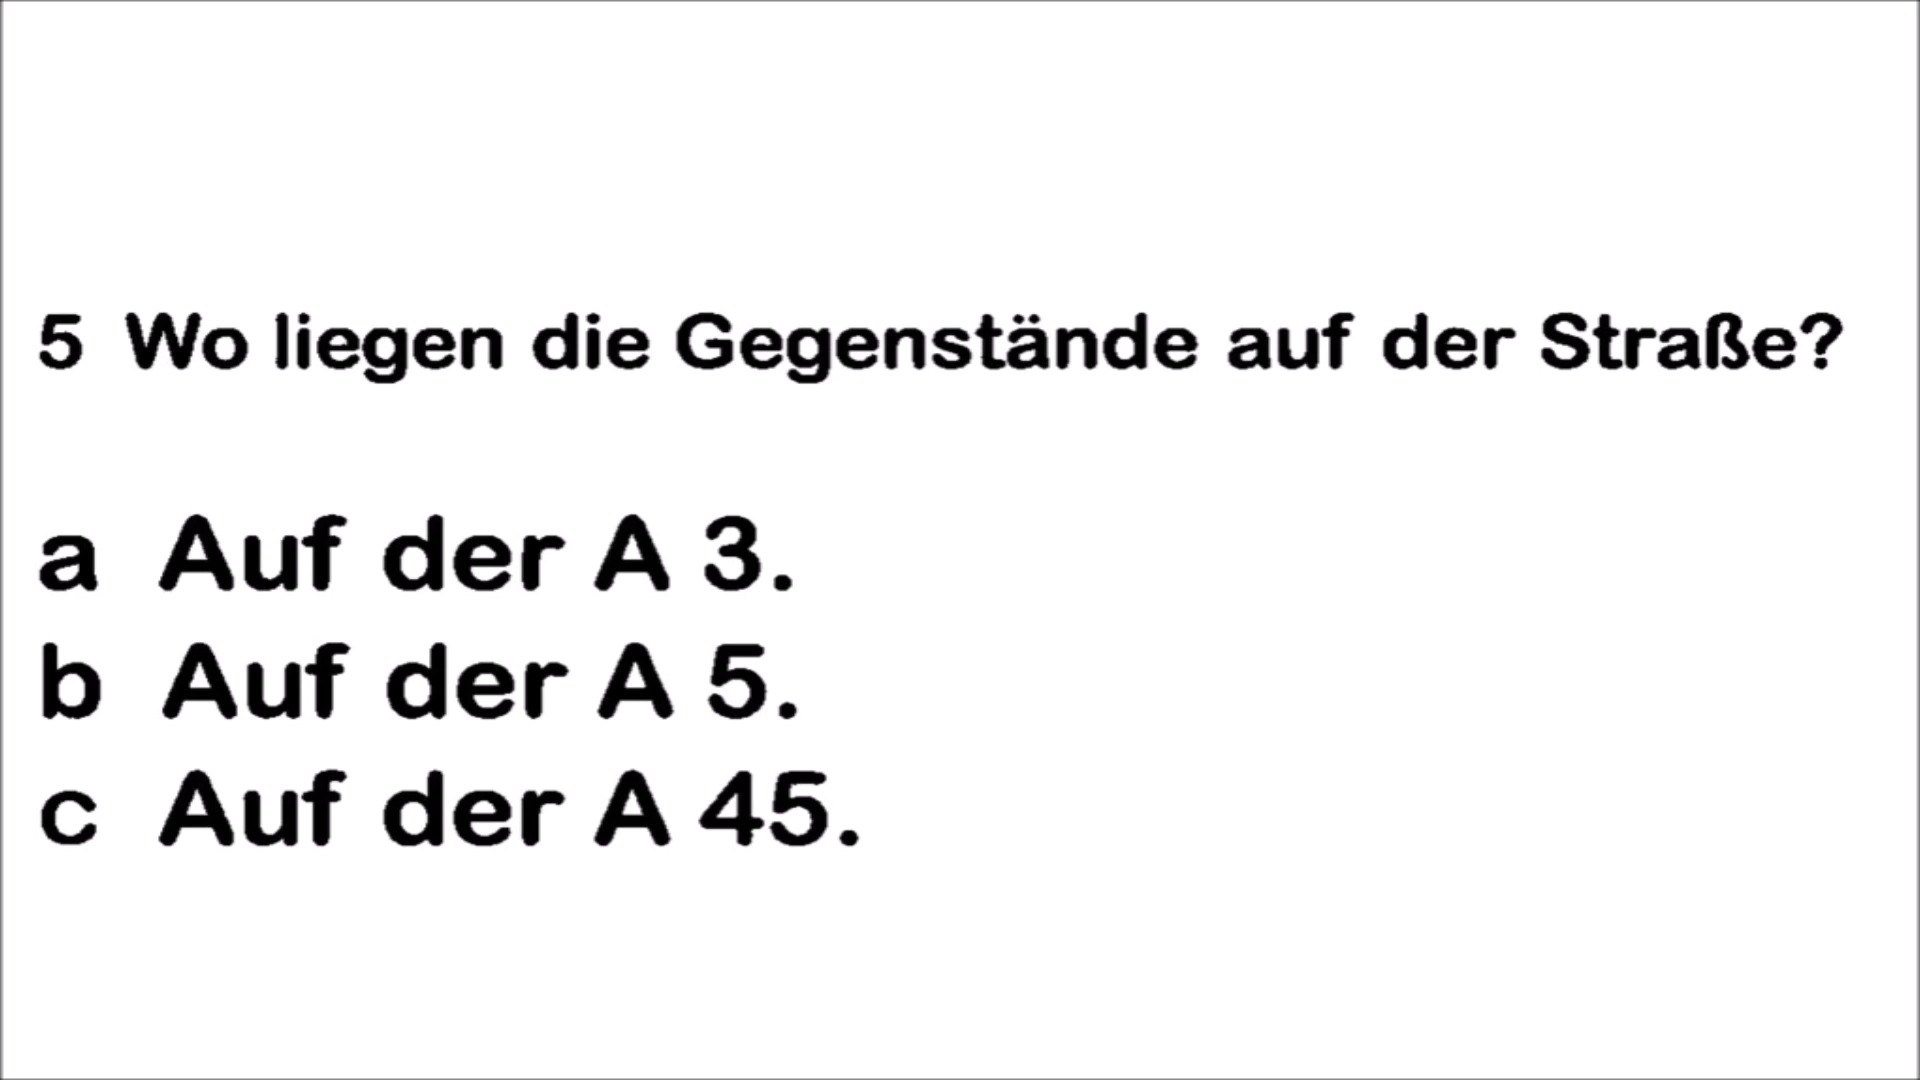 5 Wo liegen die Gegenstände auf der Straße?
a Auf der A 3.
b Auf der A 5.
c Auf der A 45.